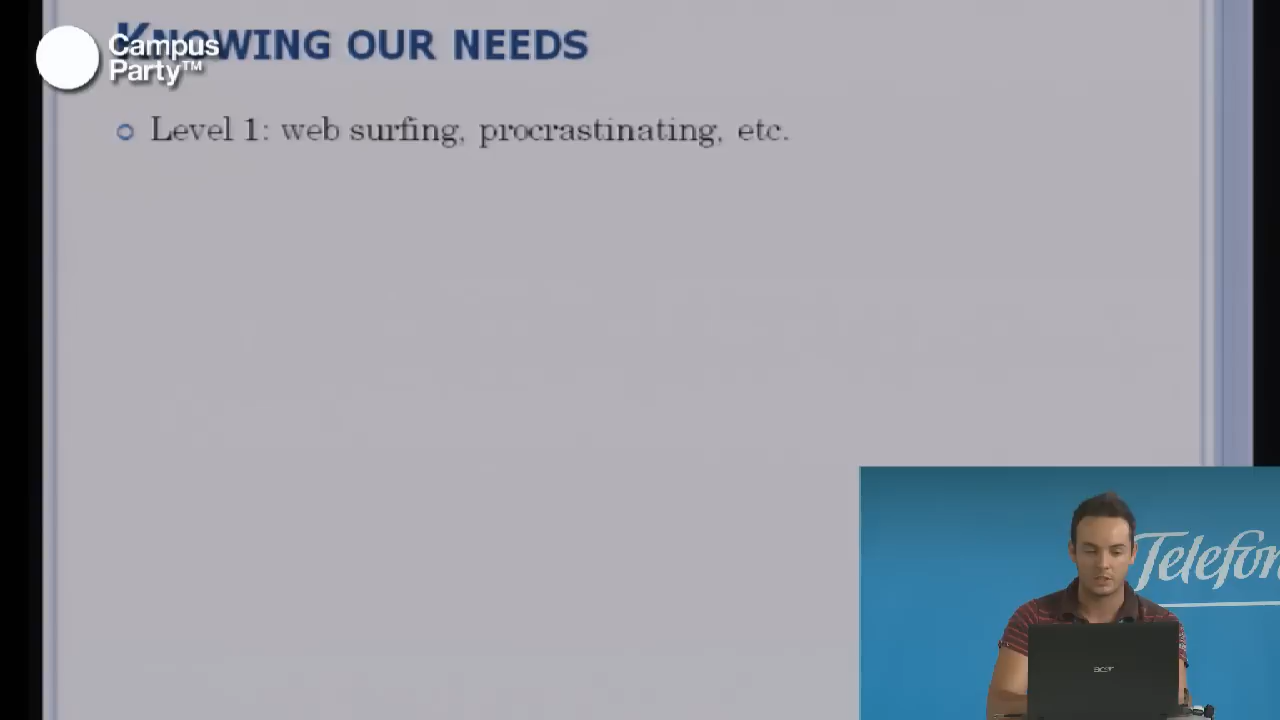 KNOWING OUR NEEDS
Campus
Party™
Level 1: web surfing, procrastinating, etc.
Telefon
acer